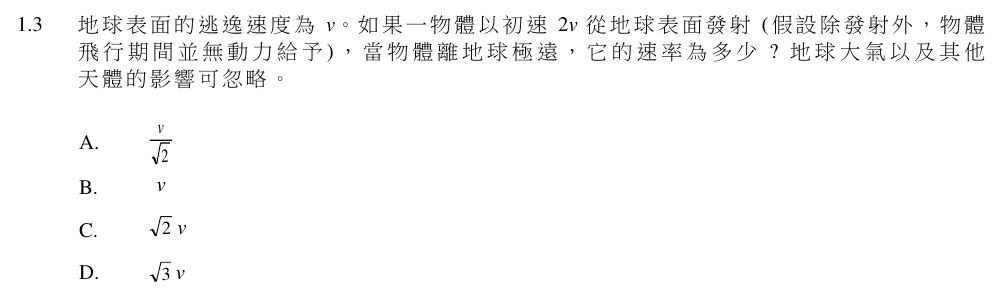 1.3 地球表面的逃逸速度為 v。如果一物體以初速 2v 從地球表面發射 (假設除發射外，物體
飛行期間並無動力給予)，當物體離地球極遠，它的速率為多少 ? 地球大氣以及其他
天體的影響可忽略。
A. v/√2
B. v
C. √2 v
D. √3 v